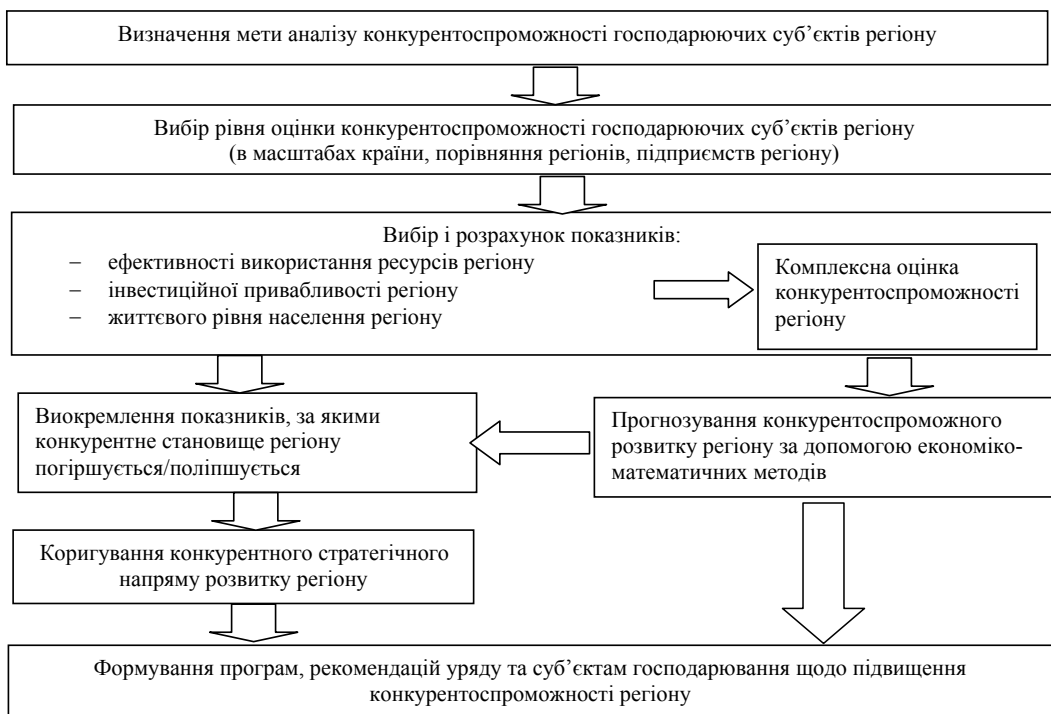 Визначення мети аналізу конкурентоспроможності господарюючих суб’єктів регіону
Вибір рівня оцінки конкурентоспроможності господарюючих суб’єктів регіону
(в масштабах країни, порівняння регіонів, підприємств регіону)
Вибір і розрахунок показників:
– ефективності використання ресурсів регіону
– інвестиційної привабливості регіону
– життєвого рівня населення регіону
Комплексна оцінка
конкурентоспроможності
регіону
Виокремлення показників, за якими
конкурентне становище регіону
погіршується/поліпшується
Прогнозування конкурентоспроможного
розвитку регіону за допомогою економіко-
математичних методів
Коригування конкурентного стратегічного
напряму розвитку регіону
Формування програм, рекомендацій уряду та суб’єктам господарювання щодо підвищення
конкурентоспроможності регіону